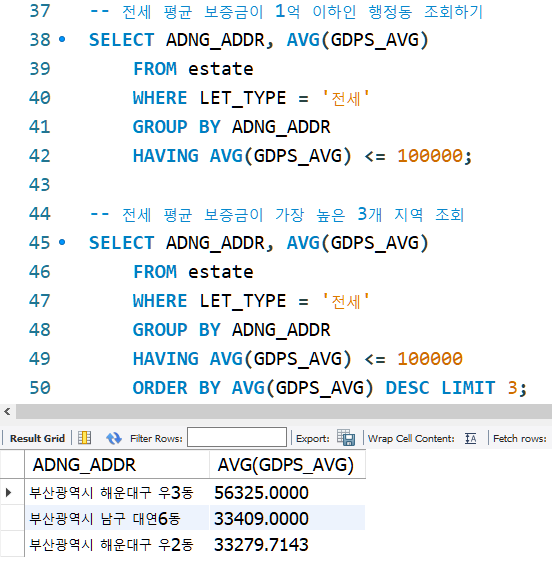 37 -- 전세 평균 보증금이 1억 이하인 행정동 조회하기
38 SELECT ADNG_ADDR, AVG(GDPS_AVG)
39 FROM estate
40 WHERE LET_TYPE = '전세'
41 GROUP BY ADNG_ADDR
42 HAVING AVG(GDPS_AVG) <= 100000;
43
44 -- 전세 평균 보증금이 가장 높은 3개 지역 조회
45 SELECT ADNG_ADDR, AVG(GDPS_AVG)
46 FROM estate
47 WHERE LET_TYPE = '전세'
48 GROUP BY ADNG_ADDR
49 HAVING AVG(GDPS_AVG) <= 100000
50 ORDER BY AVG(GDPS_AVG) DESC LIMIT 3;
Result Grid Filter Rows: Export: Wrap Cell Content: Fetch rows:
ADNG_ADDR AVG(GDPS_AVG)
부산광역시 해운대구 우3동 56325.0000
부산광역시 남구 대연6동 33409.0000
부산광역시 해운대구 우2동 33279.7143